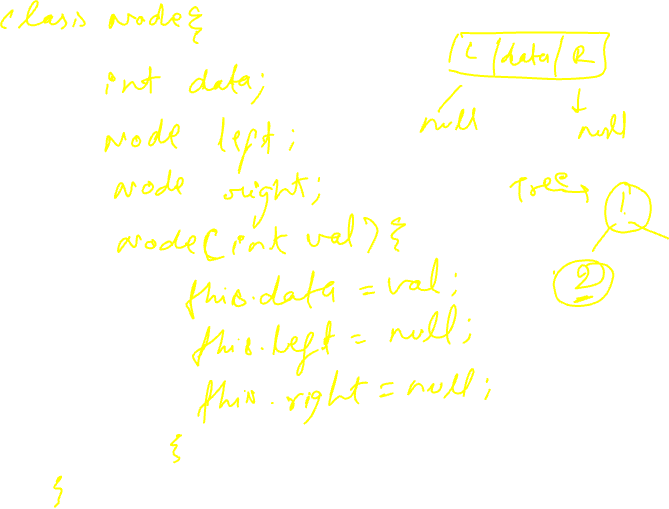 class node{
int data;
node left;
node right;
node(int val){
this.data = val;
this.left = null;
this.right = null;
}
}
L | data | R
null
null
Tree
1
2